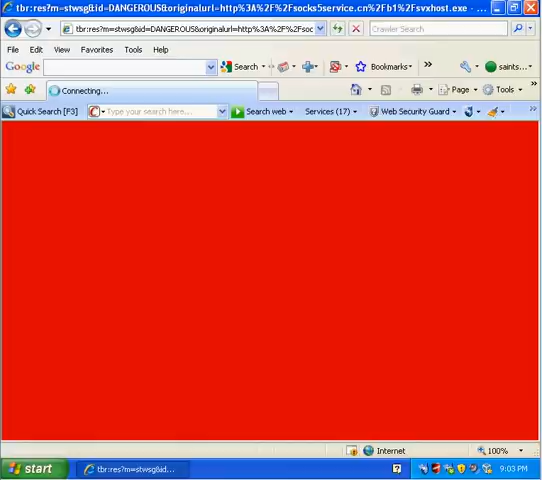 tbr:res?m=stwsg&id=DANGEROUS&originalurl=http%3A%2F%2Fsocks5service.cn%2Fb1%2Fsvxhost.exe - ...
tbr:res?m=stwsg&id=DANGEROUS&originalurl=http%3A%2F%2Fsoc
Crawler Search
File Edit View Favorites Tools Help
Google Search Bookmarks saints...
Connecting... Page Tools
Quick Search [F3] Type your search here... Search web Services (17) Web Security Guard
Internet 100%
start tbr:res?m=stwsg&id... 9:03 PM